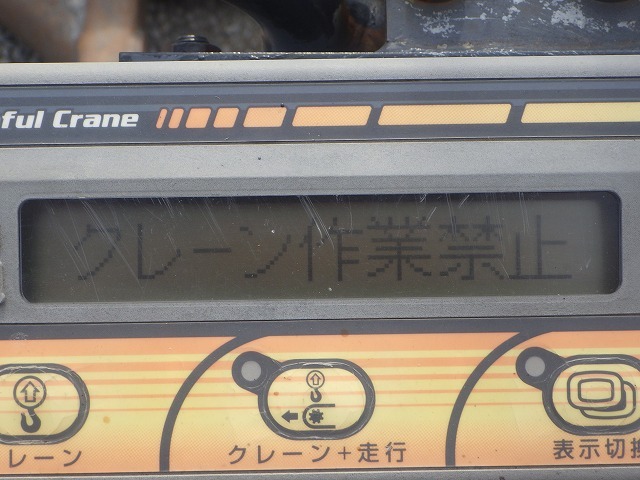 ful Crane
クレーン作業禁止
レーン
クレーン+走行
表示切換